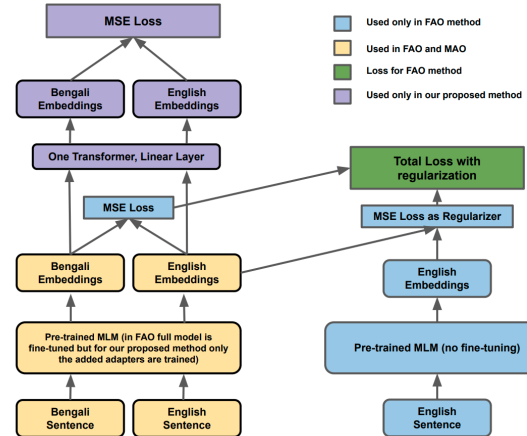 MSE Loss
Bengali
Embeddings
English
Embeddings
One Transformer, Linear Layer
MSE Loss
Bengali
Embeddings
English
Embeddings
Pre-trained MLM (in FAO full model is
fine-tuned but for our proposed method only
the added adapters are trained)
Bengali
Sentence
English
Sentence
Used only in FAO method
Used in FAO and MAO
Loss for FAO method
Used only in our proposed method
Total Loss with
regularization
MSE Loss as Regularizer
English
Embeddings
Pre-trained MLM (no fine-tuning)
English
Sentence